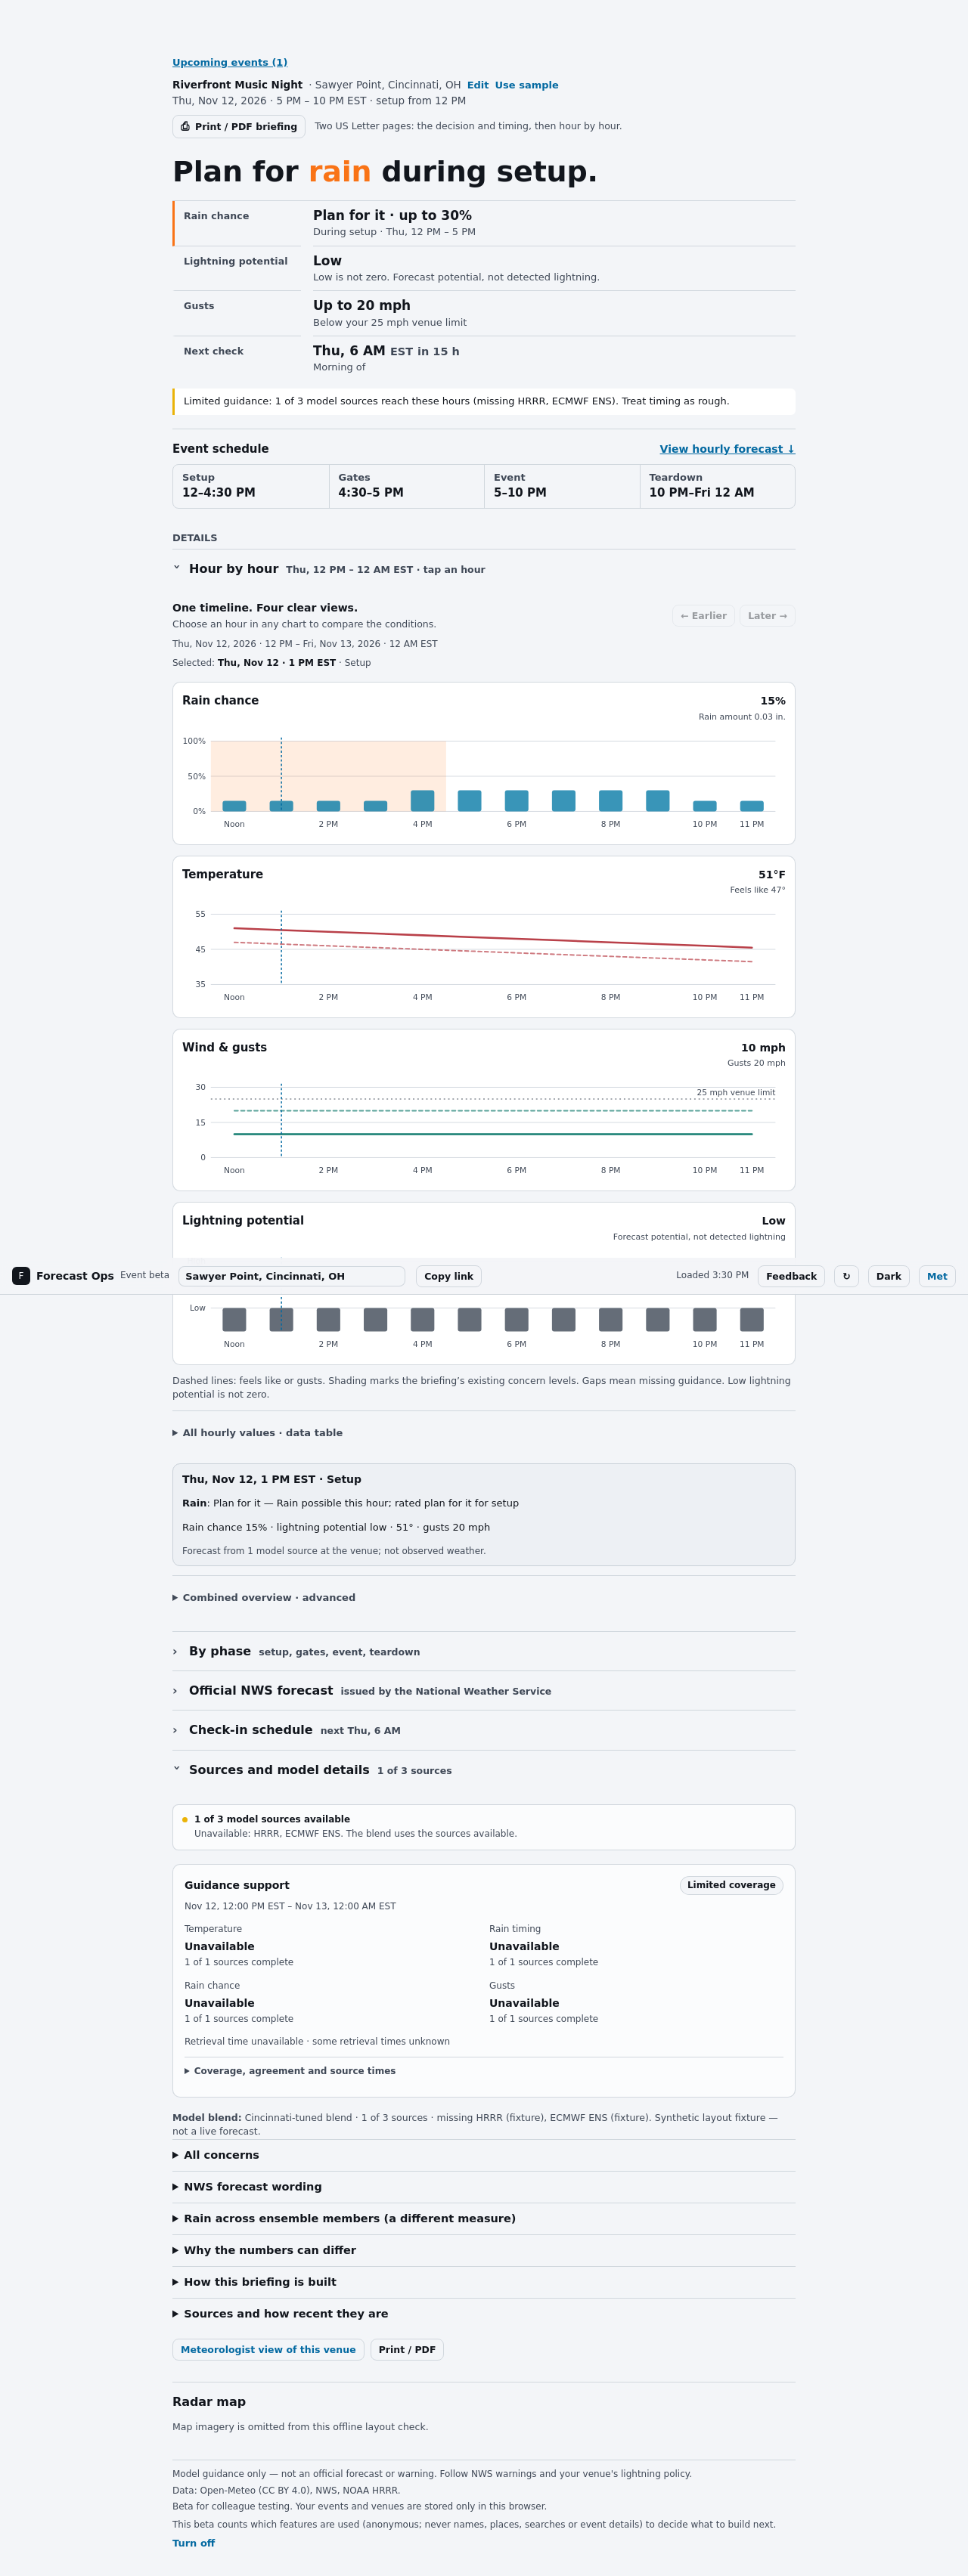 Upcoming events (1)
Riverfront Music Night · Sawyer Point, Cincinnati, OH Edit Use sample
Thu, Nov 12, 2026 · 5 PM – 10 PM EST · setup from 12 PM
⎙ Print / PDF briefing Two US Letter pages: the decision and timing, then hour by hour.
Plan for rain during setup.
Rain chance
Plan for it · up to 30%
During setup · Thu, 12 PM – 5 PM
Lightning potential
Low
Low is not zero. Forecast potential, not detected lightning.
Gusts
Up to 20 mph
Below your 25 mph venue limit
Next check
Thu, 6 AM EST in 15 h
Morning of
Limited guidance: 1 of 3 model sources reach these hours (missing HRRR, ECMWF ENS). Treat timing as rough.
Event schedule
View hourly forecast ↓
Setup
12–4:30 PM
Gates
4:30–5 PM
Event
5–10 PM
Teardown
10 PM–Fri 12 AM
DETAILS
Hour by hour Thu, 12 PM – 12 AM EST · tap an hour
One timeline. Four clear views.
Choose an hour in any chart to compare the conditions.
← Earlier Later →
Thu, Nov 12, 2026 · 12 PM – Fri, Nov 13, 2026 · 12 AM EST
Selected: Thu, Nov 12 · 1 PM EST · Setup
Rain chance 15%
Rain amount 0.03 in.
100%
50%
0%
Noon 2 PM 4 PM 6 PM 8 PM 10 PM 11 PM
Temperature 51°F
Feels like 47°
55
45
35
Noon 2 PM 4 PM 6 PM 8 PM 10 PM 11 PM
Wind & gusts 10 mph
Gusts 20 mph
30
25 mph venue limit
15
0
Noon 2 PM 4 PM 6 PM 8 PM 10 PM 11 PM
Lightning potential Low
Forecast potential, not detected lightning
F Forecast Ops Event beta Sawyer Point, Cincinnati, OH Copy link Loaded 3:30 PM Feedback ↻ Dark Met
Low
Noon 2 PM 4 PM 6 PM 8 PM 10 PM 11 PM
Dashed lines: feels like or gusts. Shading marks the briefing’s existing concern levels. Gaps mean missing guidance. Low lightning
potential is not zero.
All hourly values · data table
Thu, Nov 12, 1 PM EST · Setup
Rain: Plan for it — Rain possible this hour; rated plan for it for setup
Rain chance 15% · lightning potential low · 51° · gusts 20 mph
Forecast from 1 model source at the venue; not observed weather.
Combined overview · advanced
By phase setup, gates, event, teardown
Official NWS forecast issued by the National Weather Service
Check-in schedule next Thu, 6 AM
Sources and model details 1 of 3 sources
1 of 3 model sources available
Unavailable: HRRR, ECMWF ENS. The blend uses the sources available.
Guidance support Limited coverage
Nov 12, 12:00 PM EST – Nov 13, 12:00 AM EST
Temperature
Unavailable
1 of 1 sources complete
Rain timing
Unavailable
1 of 1 sources complete
Rain chance
Unavailable
1 of 1 sources complete
Gusts
Unavailable
1 of 1 sources complete
Retrieval time unavailable · some retrieval times unknown
Coverage, agreement and source times
Model blend: Cincinnati-tuned blend · 1 of 3 sources · missing HRRR (fixture), ECMWF ENS (fixture). Synthetic layout fixture —
not a live forecast.
All concerns
NWS forecast wording
Rain across ensemble members (a different measure)
Why the numbers can differ
How this briefing is built
Sources and how recent they are
Meteorologist view of this venue Print / PDF
Radar map
Map imagery is omitted from this offline layout check.
Model guidance only — not an official forecast or warning. Follow NWS warnings and your venue's lightning policy.
Data: Open-Meteo (CC BY 4.0), NWS, NOAA HRRR.
Beta for colleague testing. Your events and venues are stored only in this browser.
This beta counts which features are used (anonymous; never names, places, searches or event details) to decide what to build next.
Turn off